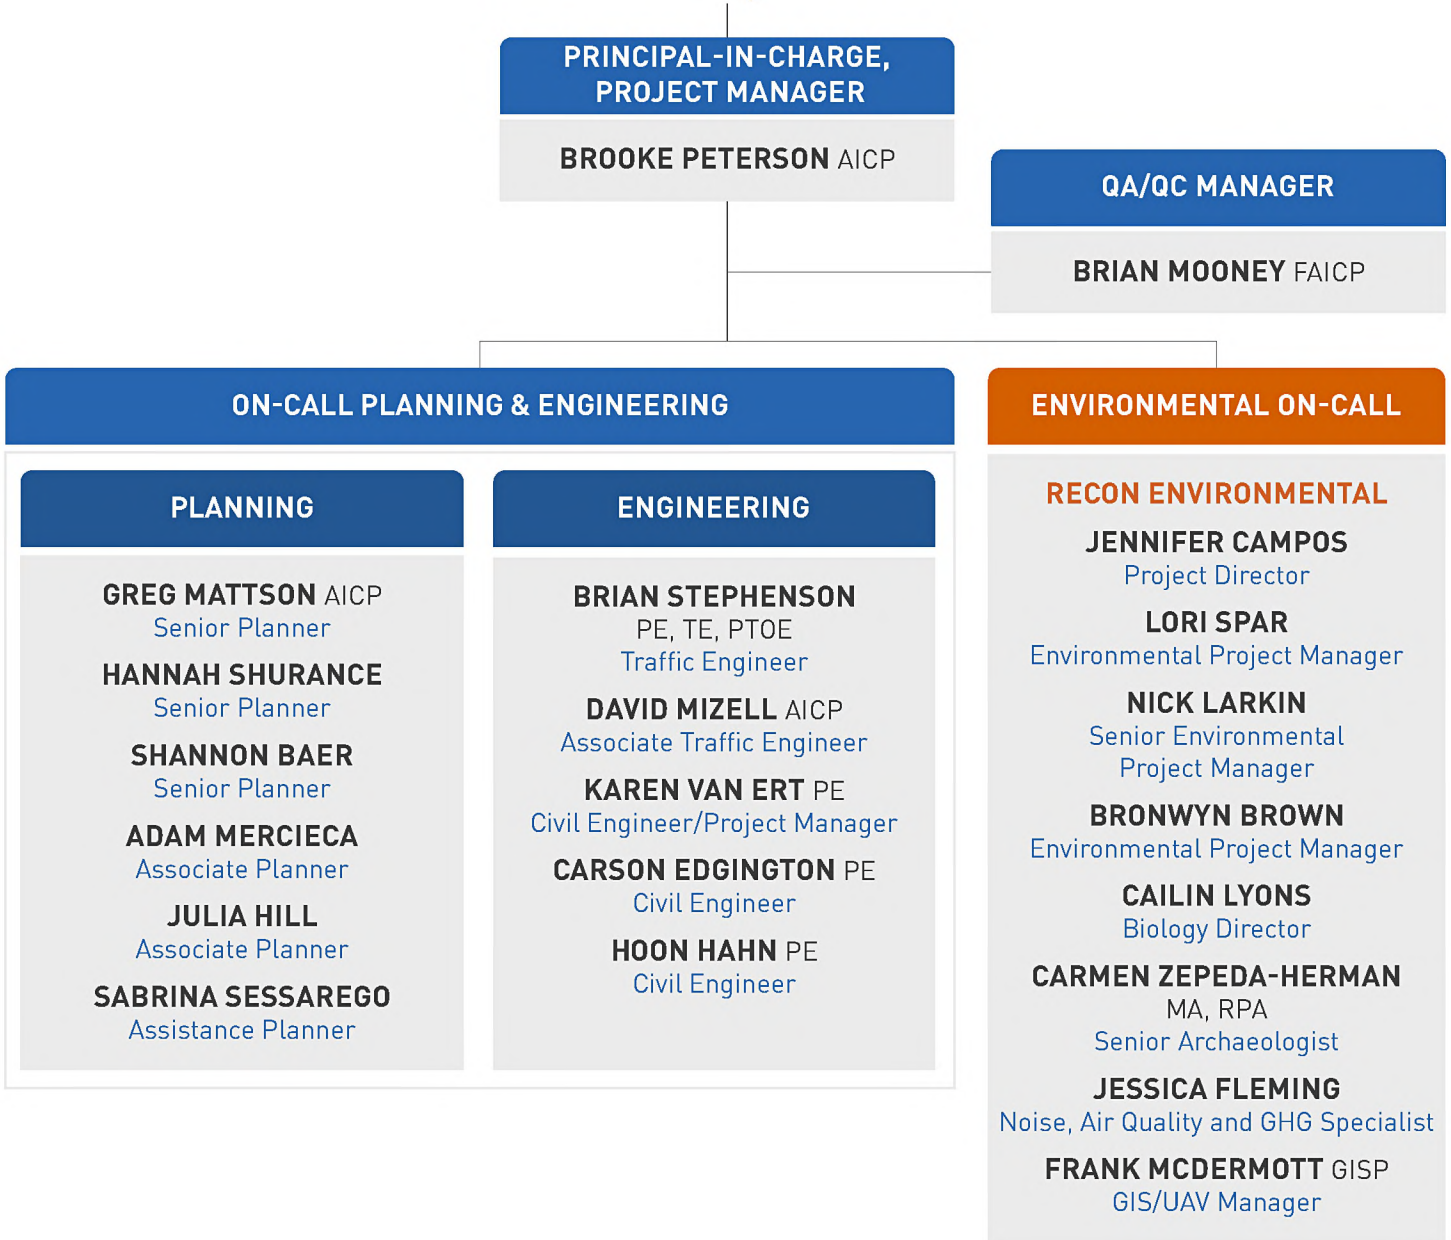 PRINCIPAL-IN-CHARGE,
PROJECT MANAGER
BROOKE PETERSON AICP
QA/QC MANAGER
BRIAN MOONEY FAICP
ON-CALL PLANNING & ENGINEERING
PLANNING
GREG MATTSON AICP
Senior Planner
HANNAH SHURANCE
Senior Planner
SHANNON BAER
Senior Planner
ADAM MERCIECA
Associate Planner
JULIA HILL
Associate Planner
SABRINA SESSAREGO
Assistance Planner
ENGINEERING
BRIAN STEPHENSON
PE, TE, PTOE
Traffic Engineer
DAVID MIZELL AICP
Associate Traffic Engineer
KAREN VAN ERT PE
Civil Engineer/Project Manager
CARSON EDGINGTON PE
Civil Engineer
HOON HAHN PE
Civil Engineer
ENVIRONMENTAL ON-CALL
RECON ENVIRONMENTAL
JENNIFER CAMPOS
Project Director
LORI SPAR
Environmental Project Manager
NICK LARKIN
Senior Environmental
Project Manager
BRONWYN BROWN
Environmental Project Manager
CAILIN LYONS
Biology Director
CARMEN ZEPEDA-HERMAN
MA, RPA
Senior Archaeologist
JESSICA FLEMING
Noise, Air Quality and GHG Specialist
FRANK MCDERMOTT GISP
GIS/UAV Manager